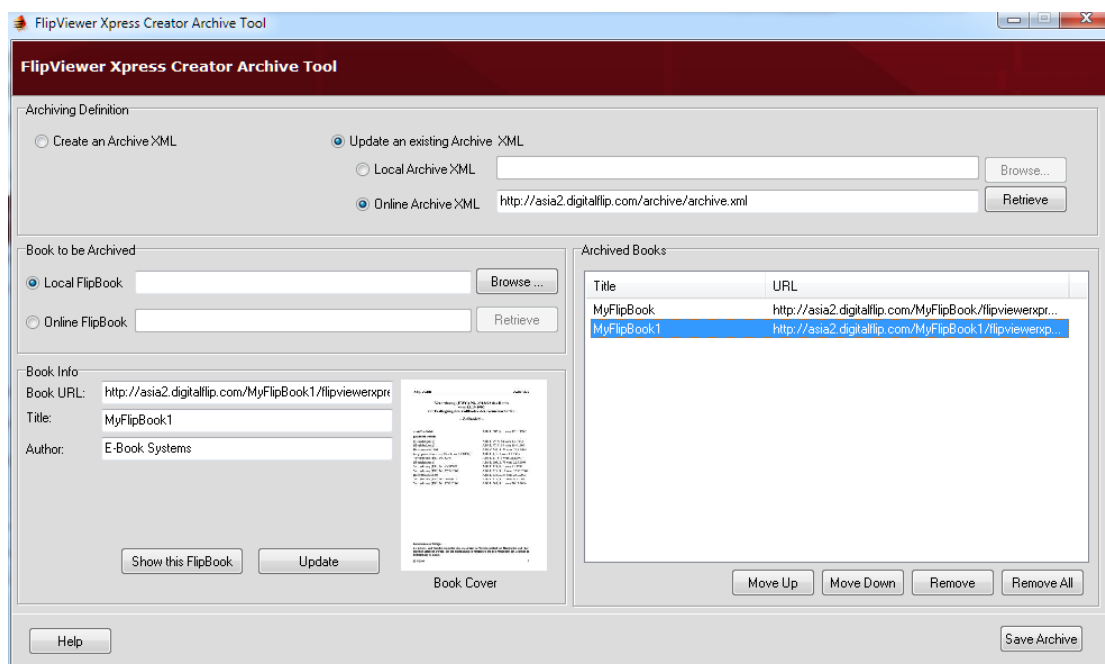 FlipViewer Xpress Creator Archive Tool
FlipViewer Xpress Creator Archive Tool
Archiving Definition
Create an Archive XML
Update an existing Archive XML
Local Archive XML
Browse...
Online Archive XML
http://asia2.digitalflip.com/archive/archive.xml
Retrieve
Book to be Archived
Local FlipBook
Browse ...
Online FlipBook
Retrieve
Book Info
Book URL:
http://asia2.digitalflip.com/MyFlipBook1/flipviewerxpre
Title:
MyFlipBook1
Author:
E-Book Systems
Show this FlipBook
Update
Book Cover
Archived Books
Title URL
MyFlipBook http://asia2.digitalflip.com/MyFlipBook/flipviewerxpr...
MyFlipBook1 http://asia2.digitalflip.com/MyFlipBook1/flipviewerxp...
Move Up
Move Down
Remove
Remove All
Help
Save Archive